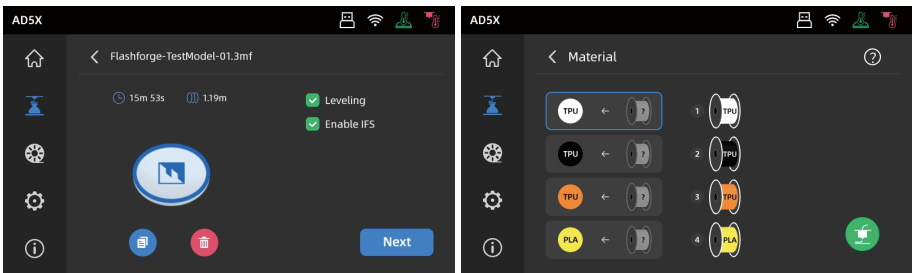 AD5X
Flashforge-TestModel-01.3mf
15m 53s 1.19m
Leveling
Enable IFS
Next
AD5X
Material
?
TPU ← ? 1 TPU
TPU ← ? 2 TPU
TPU ← ? 3 TPU
PLA ← ? 4 PLA